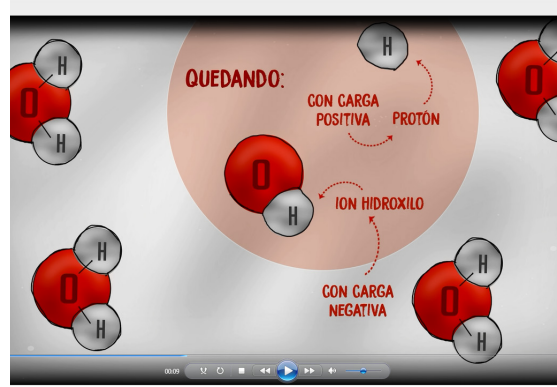 H
H
QUEDANDO:
H
O
CON CARGA
POSITIVA
PROTÓN
O
H
O
H
ION HIDROXILO
H
O
H
CON CARGA
NEGATIVA
H
O
H
00:09